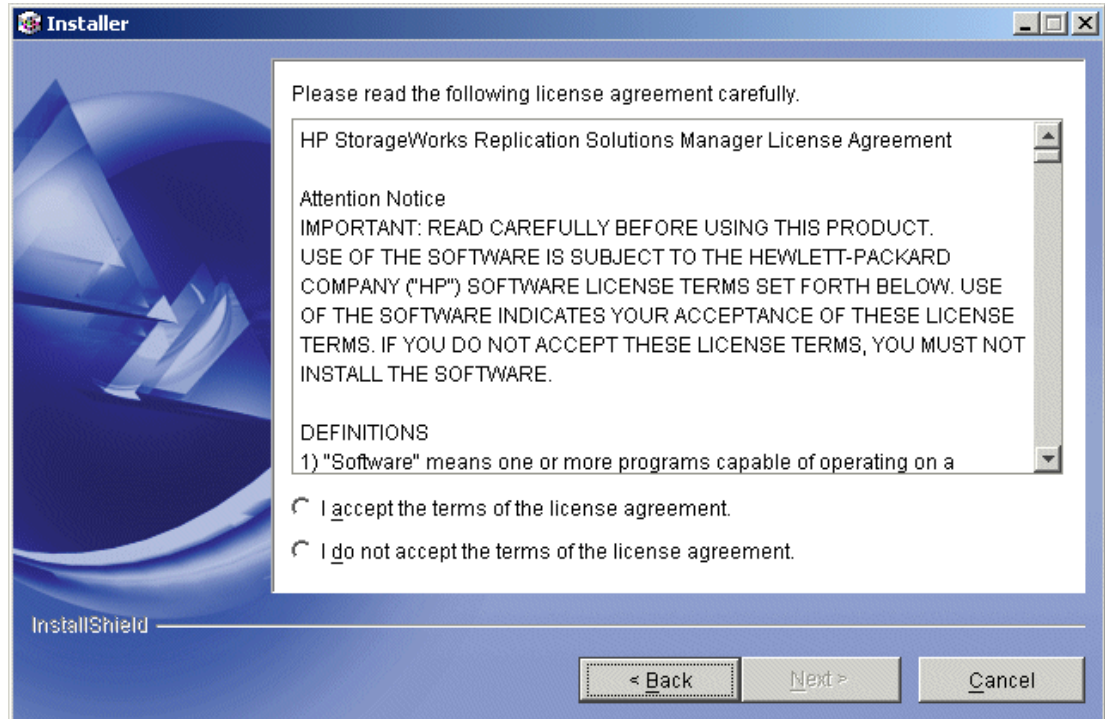 Installer
Please read the following license agreement carefully.
HP StorageWorks Replication Solutions Manager License Agreement
Attention Notice
IMPORTANT: READ CAREFULLY BEFORE USING THIS PRODUCT.
USE OF THE SOFTWARE IS SUBJECT TO THE HEWLETT-PACKARD
COMPANY ("HP") SOFTWARE LICENSE TERMS SET FORTH BELOW. USE
OF THE SOFTWARE INDICATES YOUR ACCEPTANCE OF THESE LICENSE
TERMS. IF YOU DO NOT ACCEPT THESE LICENSE TERMS, YOU MUST NOT
INSTALL THE SOFTWARE.
DEFINITIONS
1) "Software" means one or more programs capable of operating on a
I accept the terms of the license agreement.
I do not accept the terms of the license agreement.
InstallShield
< Back
Next >
Cancel